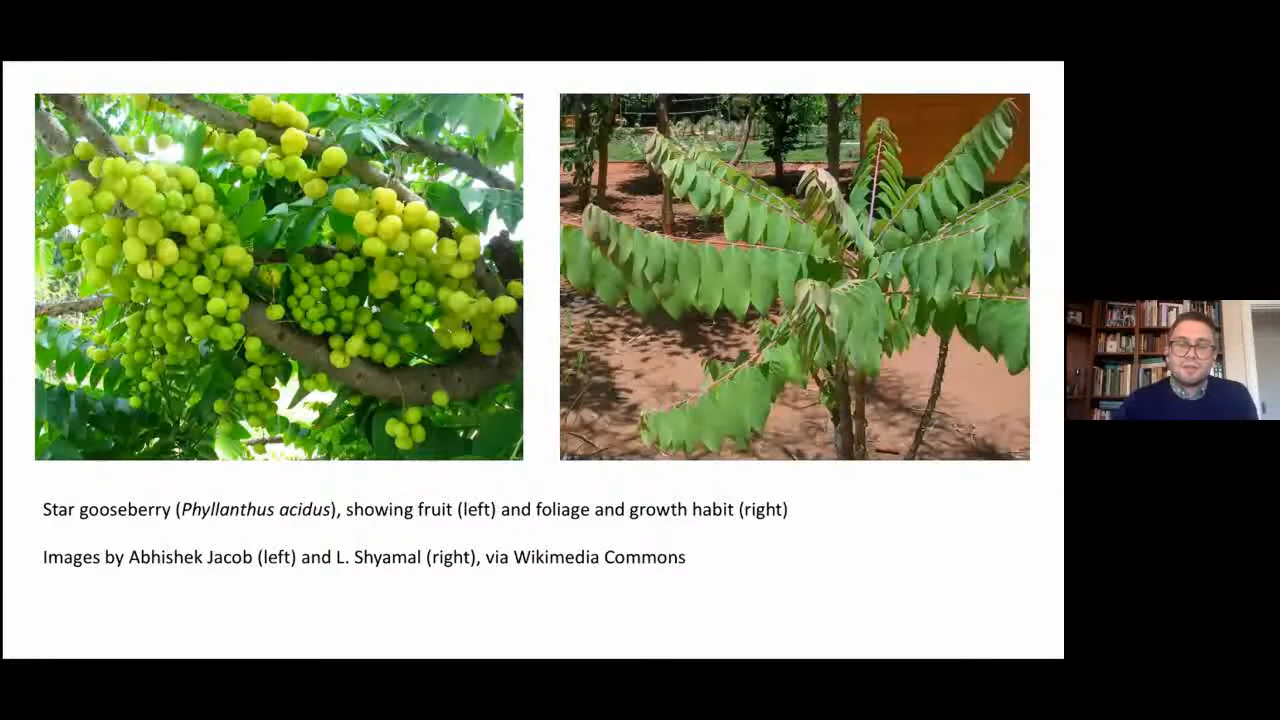 Star gooseberry (Phyllanthus acidus), showing fruit (left) and foliage and growth habit (right)
Images by Abhishek Jacob (left) and L. Shyamal (right), via Wikimedia Commons